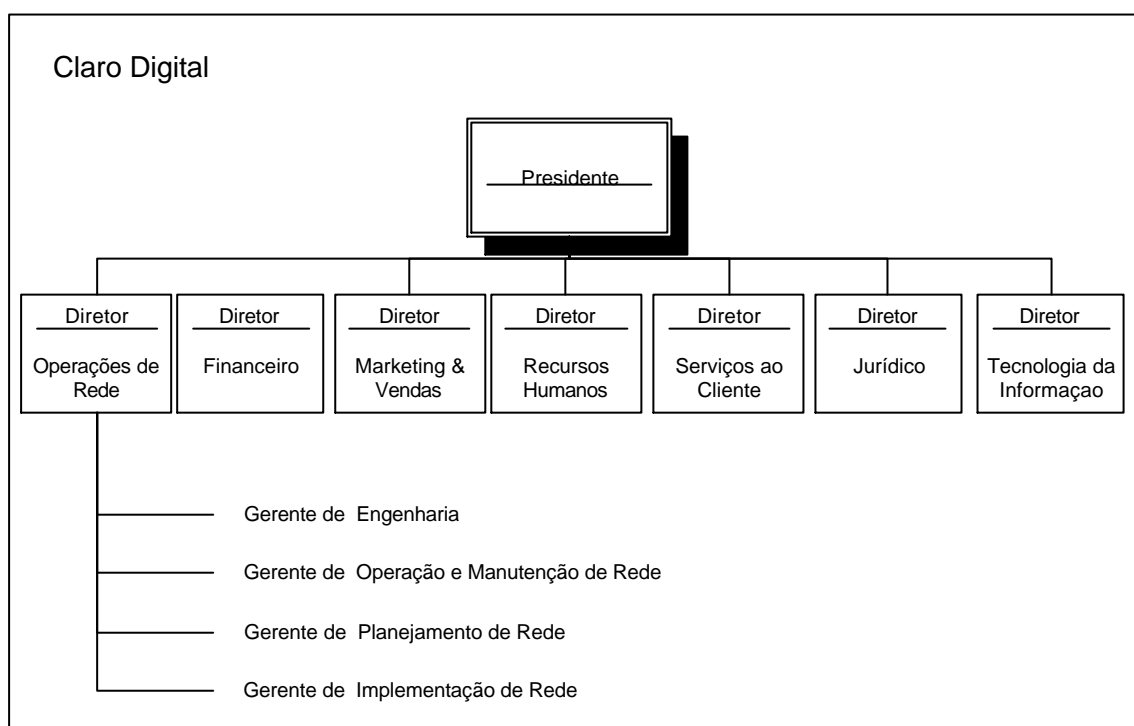 Claro Digital
Presidente
Diretor
Operações de
Rede
Diretor
Financeiro
Diretor
Marketing &
Vendas
Diretor
Recursos
Humanos
Diretor
Serviços ao
Cliente
Diretor
Jurídico
Diretor
Tecnologia da
Informaçao
Gerente de Engenharia
Gerente de Operação e Manutenção de Rede
Gerente de Planejamento de Rede
Gerente de Implementação de Rede